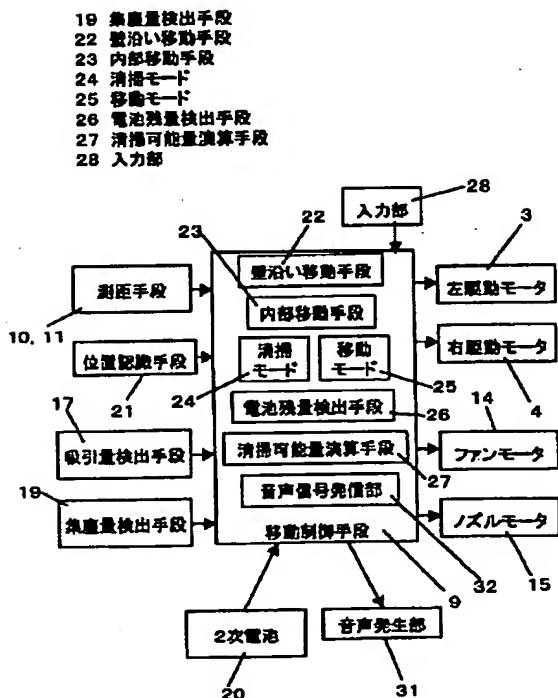 19 集塵量検出手段
22 壁沿い移動手段
23 内部移動手段
24 清掃モード
25 移動モード
26 電池残量検出手段
27 清掃可能量演算手段
28 入力部
28
入力部
23
22
3
壁沿い移動手段
左駆動モータ
測距手段
内部移動手段
10, 11
清掃
モード
移動
モード
右駆動モータ
位置認識手段
21
24
25
4
電池残量検出手段
26
14
17
清掃可能量演算手段
27
ファンモータ
吸引量検出手段
音声信号発信部
19
集塵量検出手段
移動制御手段
32
ノズルモータ
9
15
2次電池
音声発生部
20
31